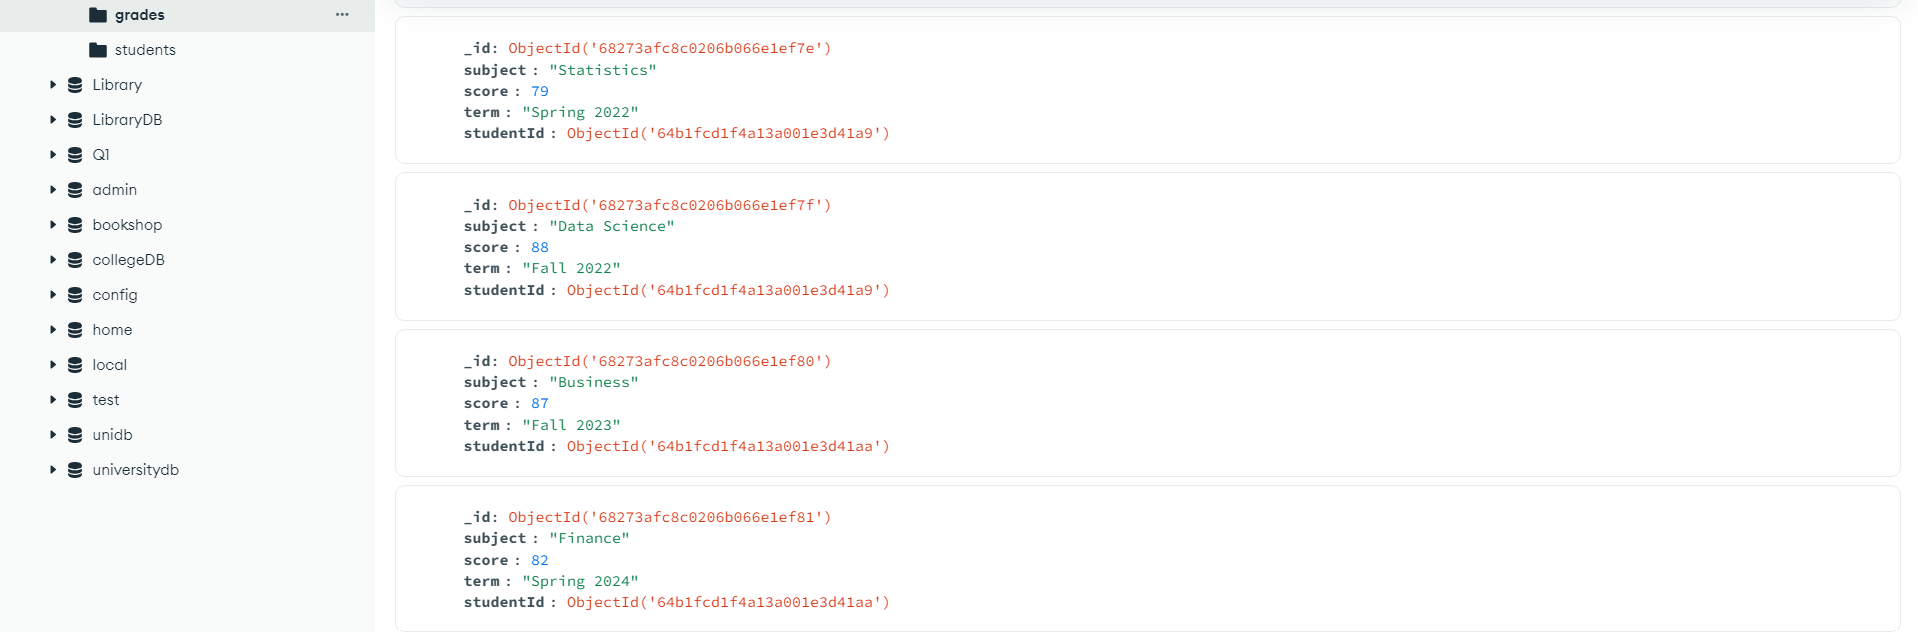 grades
students
Library
LibraryDB
Q1
admin
bookshop
collegeDB
config
home
local
test
unidb
universitydb
_id: ObjectId('68273afc8c0206b066e1ef7e')
subject : "Statistics"
score : 79
term : "Spring 2022"
studentId : ObjectId('64b1fcd1f4a13a001e3d41a9')
_id: ObjectId('68273afc8c0206b066e1ef7f')
subject : "Data Science"
score : 88
term : "Fall 2022"
studentId : ObjectId('64b1fcd1f4a13a001e3d41a9')
_id: ObjectId('68273afc8c0206b066e1ef80')
subject : "Business"
score : 87
term : "Fall 2023"
studentId : ObjectId('64b1fcd1f4a13a001e3d41aa')
_id: ObjectId('68273afc8c0206b066e1ef81')
subject : "Finance"
score : 82
term : "Spring 2024"
studentId : ObjectId('64b1fcd1f4a13a001e3d41aa')